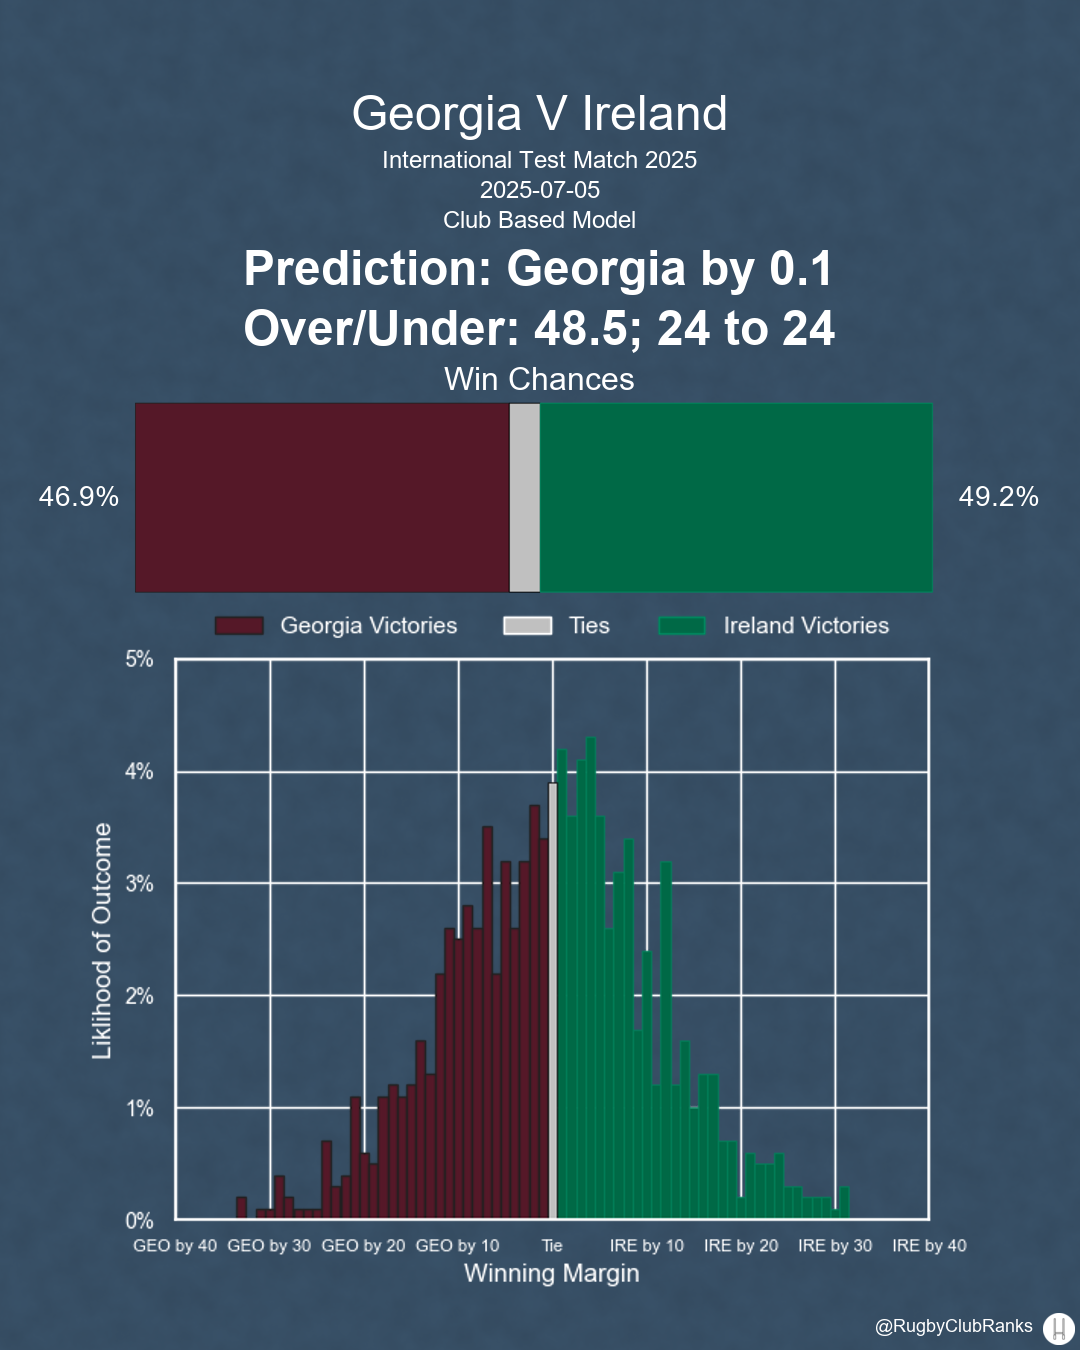 Georgia V Ireland
International Test Match 2025
2025-07-05
Club Based Model
Prediction: Georgia by 0.1
Over/Under: 48.5; 24 to 24
Win Chances
46.9%
49.2%
Georgia Victories
Ties
Ireland Victories
5%
4%
3%
2%
1%
0%
Liklihood of Outcome
GEO by 40 GEO by 30 GEO by 20 GEO by 10 Tie IRE by 10 IRE by 20 IRE by 30 IRE by 40
Winning Margin
@RugbyClubRanks